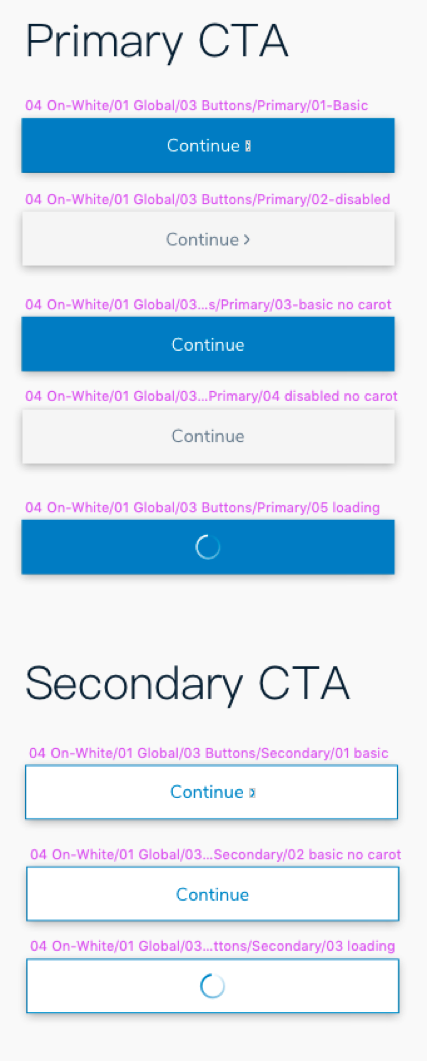 Primary CTA
04 On-White/01 Global/03 Buttons/Primary/01-Basic
Continue
04 On-White/01 Global/03 Buttons/Primary/02-disabled
Continue >
04 On-White/01 Global/03...s/Primary/03-basic no carot
Continue
04 On-White/01 Global/03...Primary/04 disabled no carot
Continue
04 On-White/01 Global/03 Buttons/Primary/05 loading
Secondary CTA
04 On-White/01 Global/03 Buttons/Secondary/01 basic
Continue
04 On-White/01 Global/03...Secondary/02 basic no carot
Continue
04 On-White/01 Global/03...ttons/Secondary/03 loading